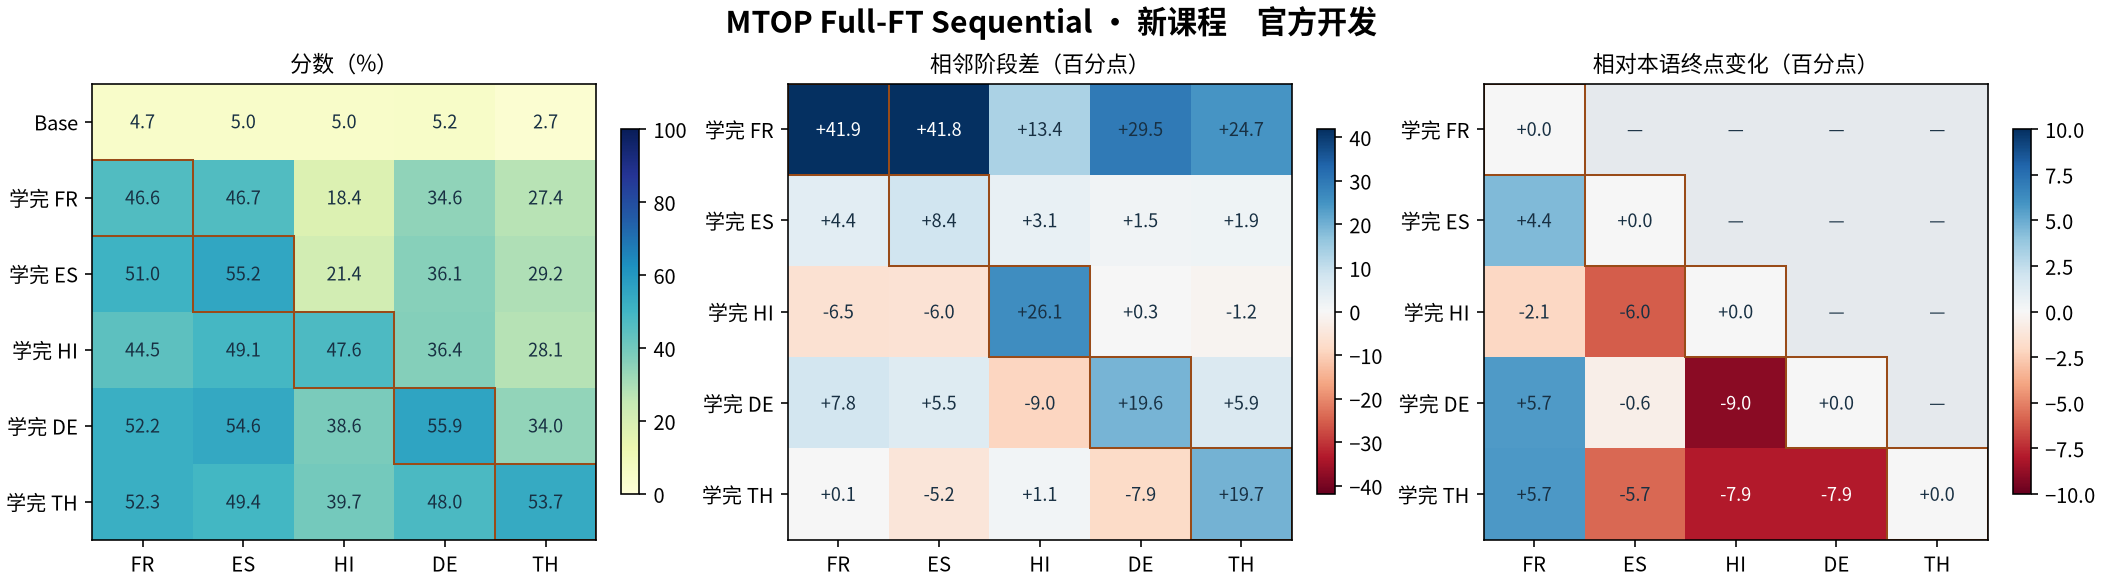 MTOP Full-FT Sequential · 新课程　官方开发
分数（%）
Base 4.7 5.0 5.0 5.2 2.7
学完 FR 46.6 46.7 18.4 34.6 27.4
学完 ES 51.0 55.2 21.4 36.1 29.2
学完 HI 44.5 49.1 47.6 36.4 28.1
学完 DE 52.2 54.6 38.6 55.9 34.0
学完 TH 52.3 49.4 39.7 48.0 53.7
FR ES HI DE TH
100
80
60
40
20
0
相邻阶段差（百分点）
学完 FR +41.9 +41.8 +13.4 +29.5 +24.7
学完 ES +4.4 +8.4 +3.1 +1.5 +1.9
学完 HI -6.5 -6.0 +26.1 +0.3 -1.2
学完 DE +7.8 +5.5 -9.0 +19.6 +5.9
学完 TH +0.1 -5.2 +1.1 -7.9 +19.7
FR ES HI DE TH
40
30
20
10
0
−10
−20
−30
−40
相对本语终点变化（百分点）
学完 FR +0.0 — — — —
学完 ES +4.4 +0.0 — — —
学完 HI -2.1 -6.0 +0.0 — —
学完 DE +5.7 -0.6 -9.0 +0.0 —
学完 TH +5.7 -5.7 -7.9 -7.9 +0.0
FR ES HI DE TH
10.0
7.5
5.0
2.5
0.0
−2.5
−5.0
−7.5
−10.0